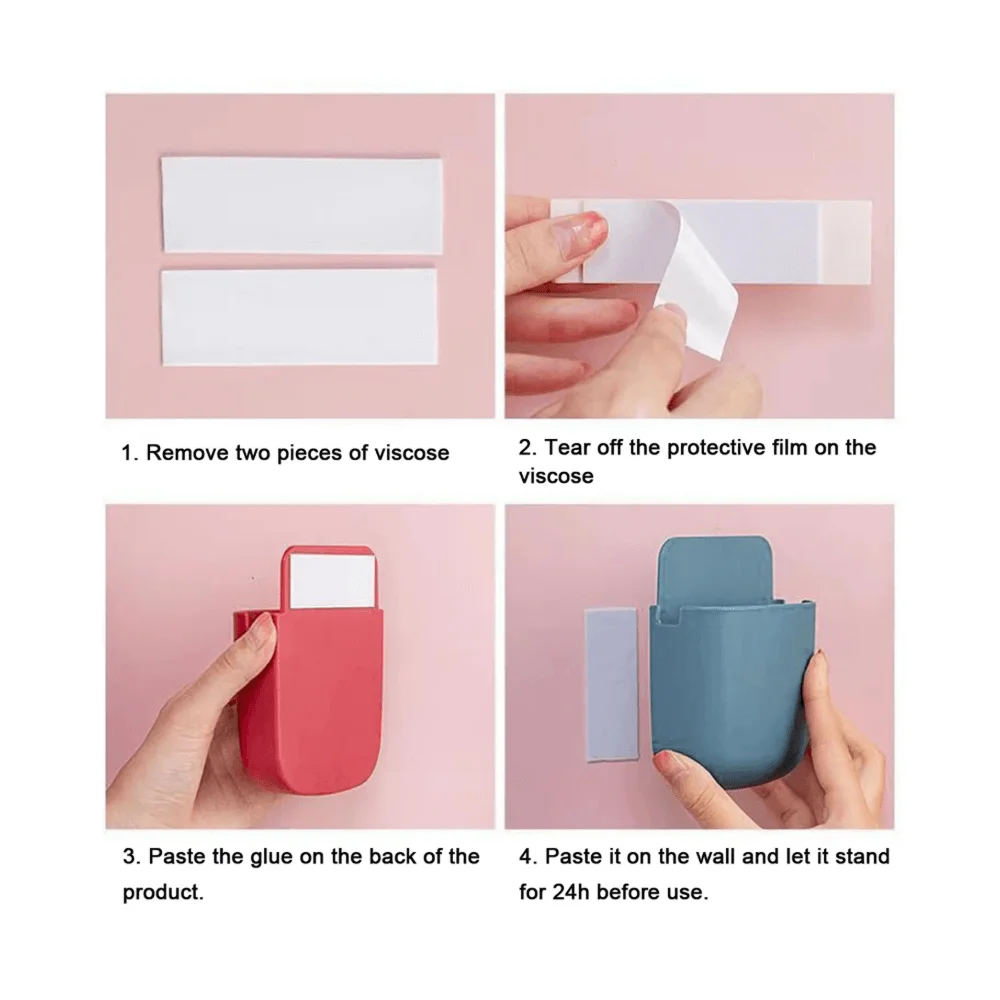 1. Remove two pieces of viscose
2. Tear off the protective film on the
viscose
3. Paste the glue on the back of the
product.
4. Paste it on the wall and let it stand
for 24h before use.